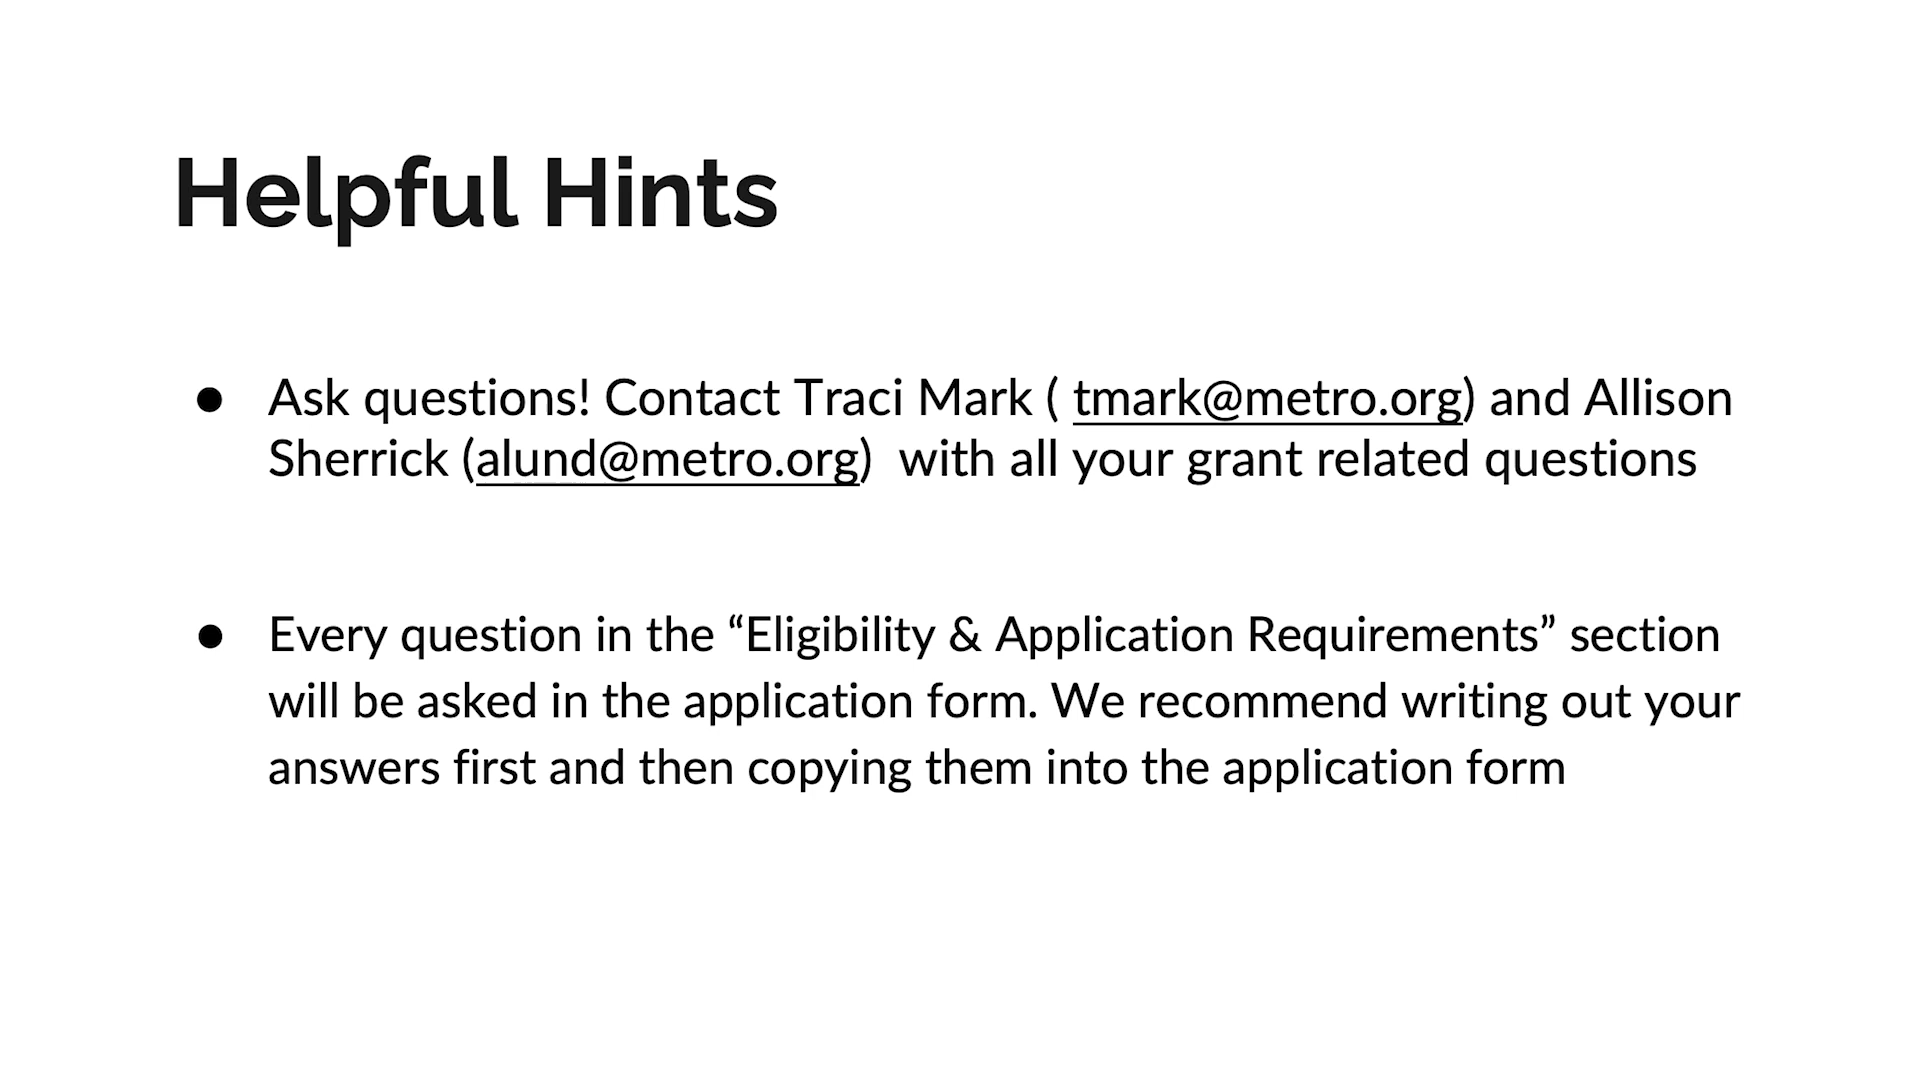 Helpful Hints
● Ask questions! Contact Traci Mark ( tmark@metro.org) and Allison
Sherrick (alund@metro.org)  with all your grant related questions
● Every question in the “Eligibility & Application Requirements” section
will be asked in the application form. We recommend writing out your
answers first and then copying them into the application form